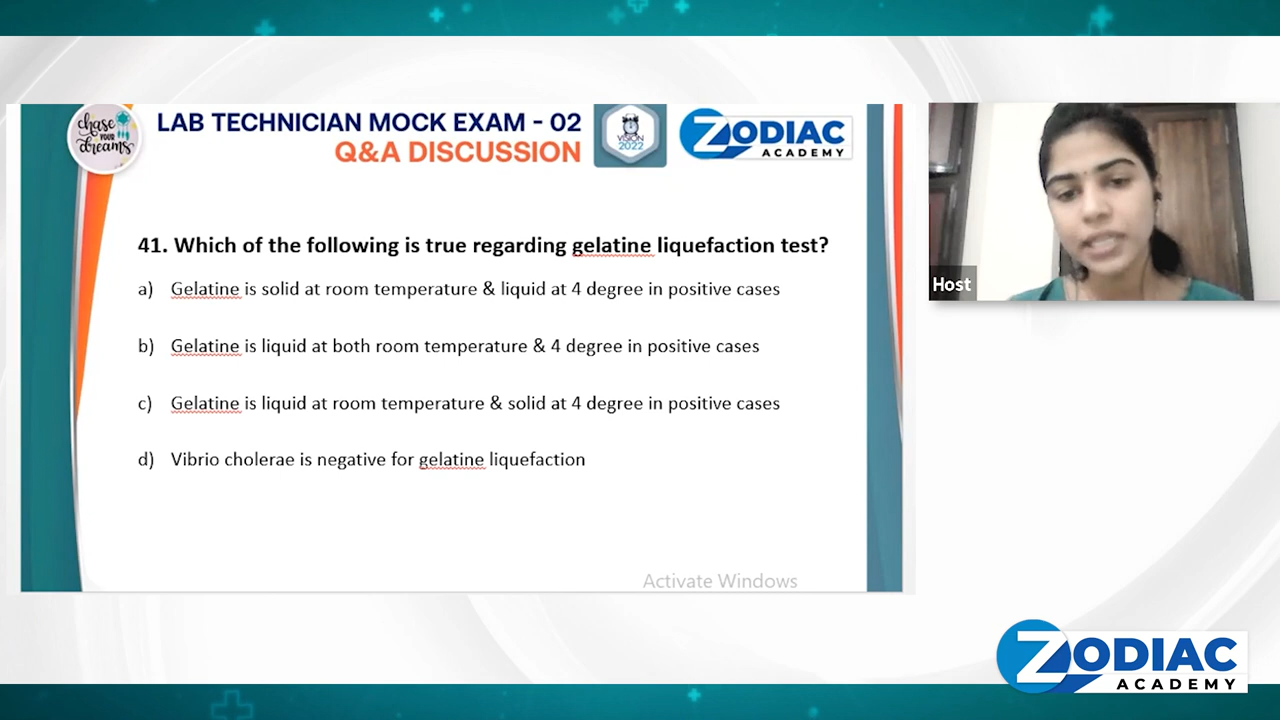 chase
YOUR
dreams
LAB TECHNICIAN MOCK EXAM - 02
Q&A DISCUSSION
VISION
2022
ZODIAC
ACADEMY
41. Which of the following is true regarding gelatine liquefaction test?
a) Gelatine is solid at room temperature & liquid at 4 degree in positive cases
b) Gelatine is liquid at both room temperature & 4 degree in positive cases
c) Gelatine is liquid at room temperature & solid at 4 degree in positive cases
d) Vibrio cholerae is negative for gelatine liquefaction
Activate Windows
Host
ZODIAC
ACADEMY